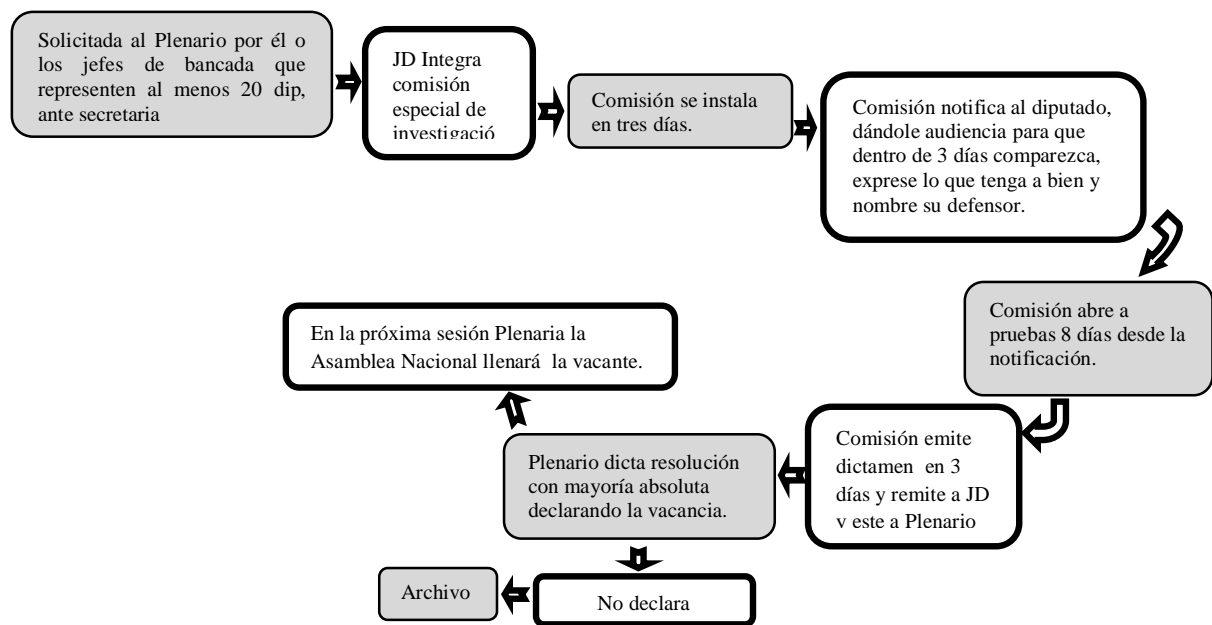 Solicitada al Plenario por él o
los jefes de bancada que
representen al menos 20 dip,
ante secretaria
JD Integra
comisión
especial de
investigació
Comisión se instala
en tres días.
Comisión notifica al diputado,
dándole audiencia para que
dentro de 3 días comparezca,
exprese lo que tenga a bien y
nombre su defensor.
Comisión abre a
pruebas 8 días desde la
notificación.
Comisión emite
dictamen en 3
días y remite a JD
y este a Plenario
Plenario dicta resolución
con mayoría absoluta
declarando la vacancia.
En la próxima sesión Plenaria la
Asamblea Nacional llenará la vacante.
No declara
Archivo